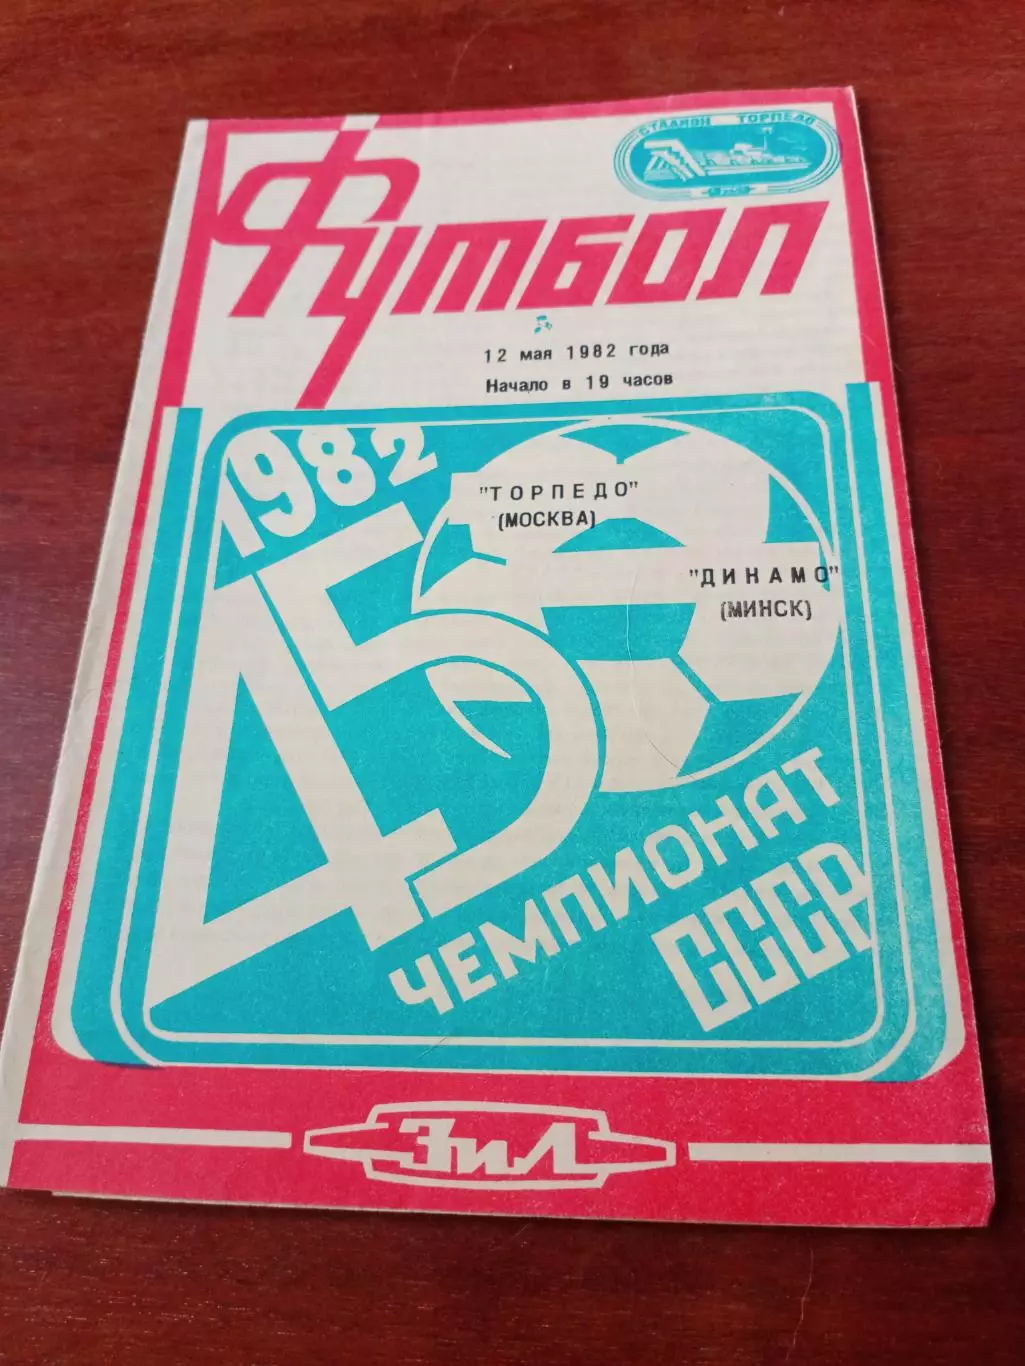 СТАДИОН ТОРПЕДО
Футбол
12 мая 1982 года
Начало в 19 часов
1982
"ТОРПЕДО"
(МОСКВА)
"ДИНАМО"
(МИНСК)
45
ЧЕМПИОНАТ
СССР
ЗиЛ